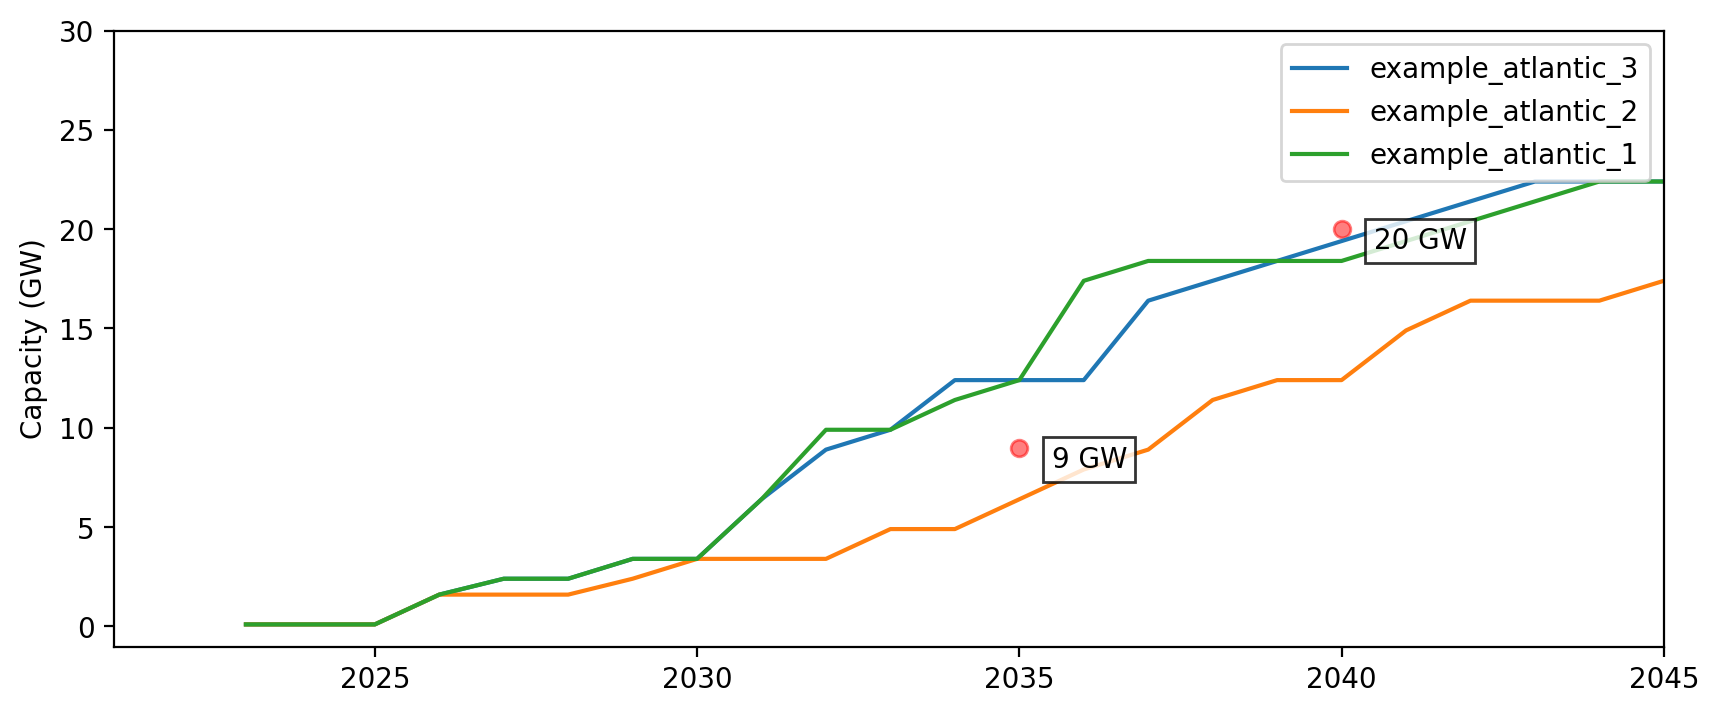 30
25
20
15
10
5
0
Capacity (GW)
example_atlantic_3
example_atlantic_2
example_atlantic_1
20 GW
9 GW
2025
2030
2035
2040
2045